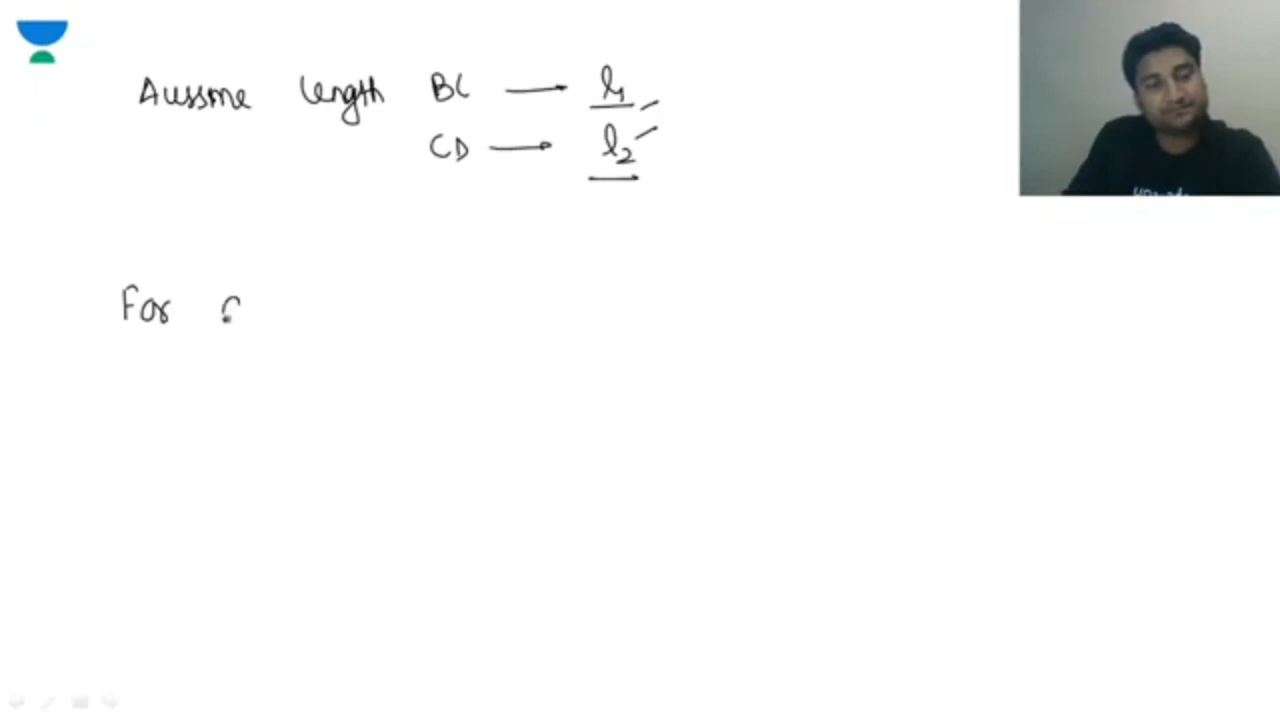 Aussme length BC → l1
CD → l2
For